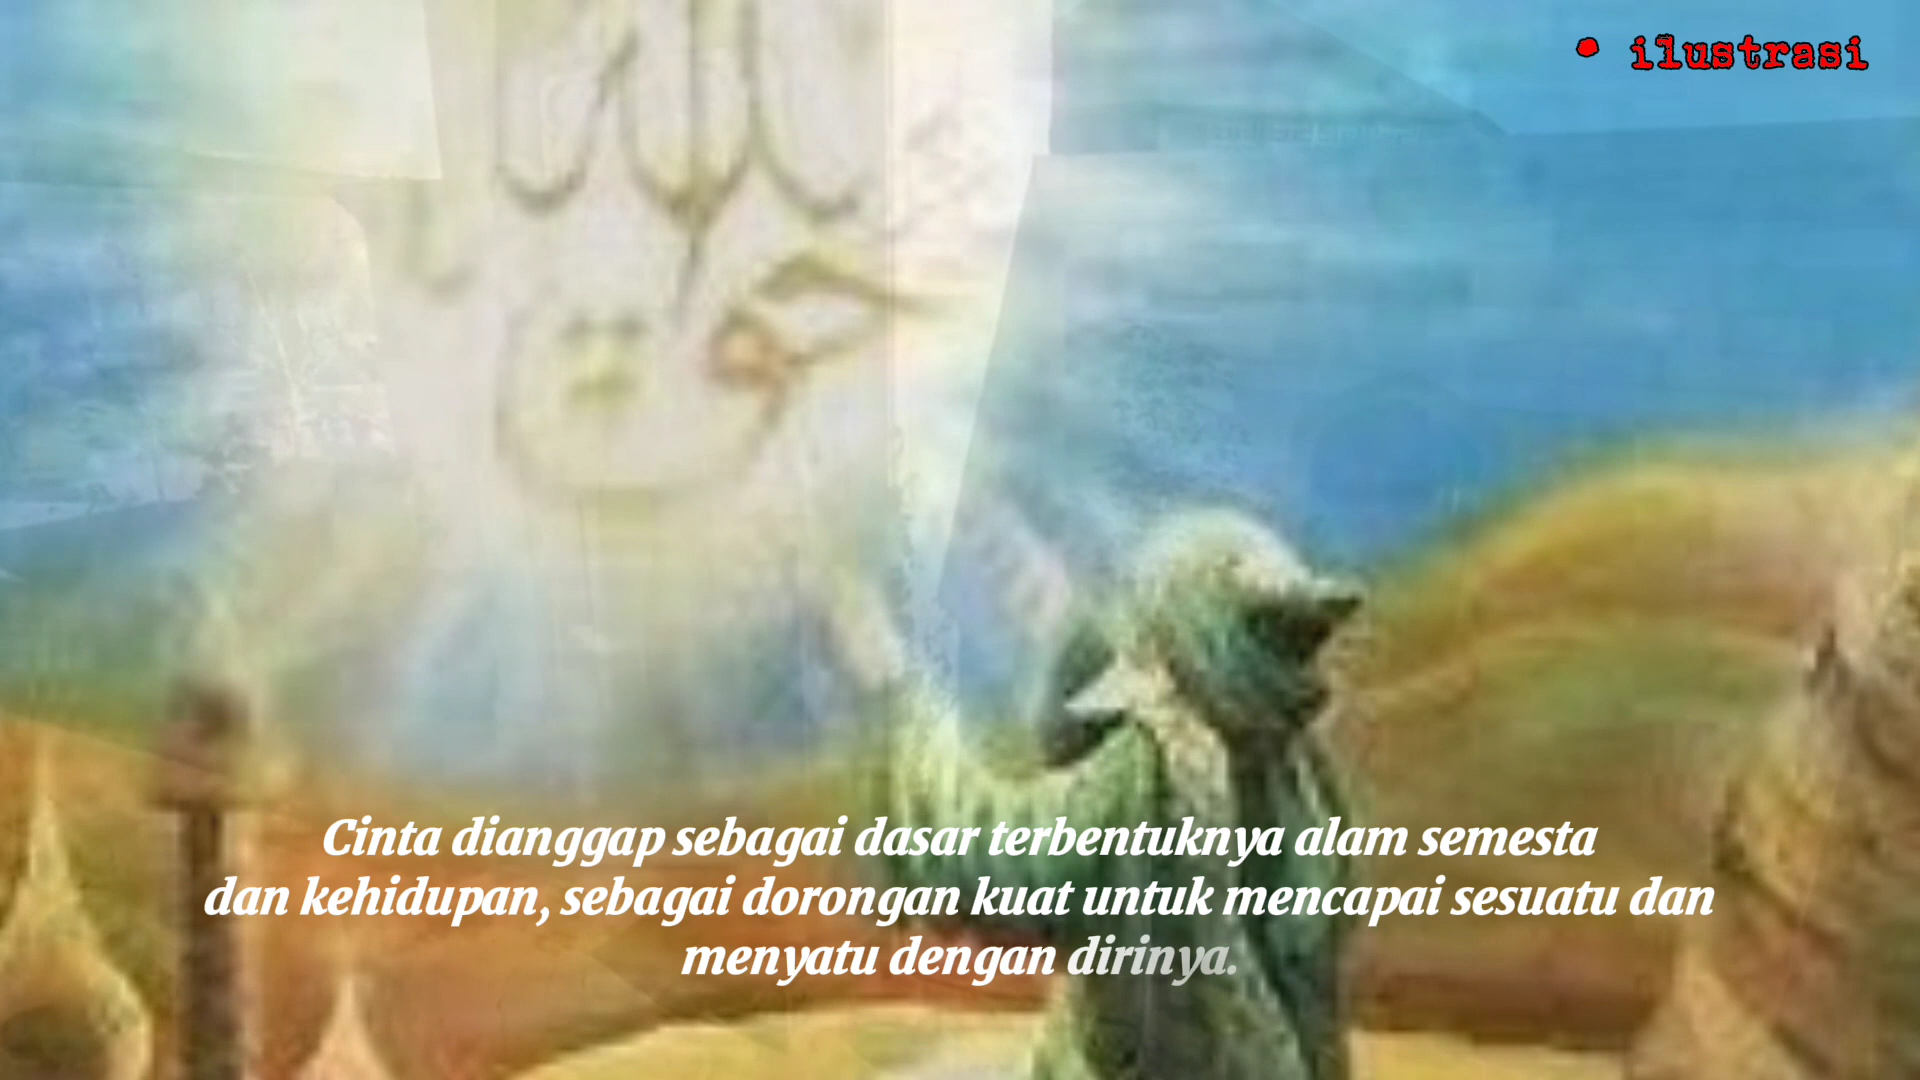 • ilustrasi
Cinta dianggap sebagai dasar terbentuknya alam semesta
dan kehidupan, sebagai dorongan kuat untuk mencapai sesuatu dan
menyatu dengan dirinya.